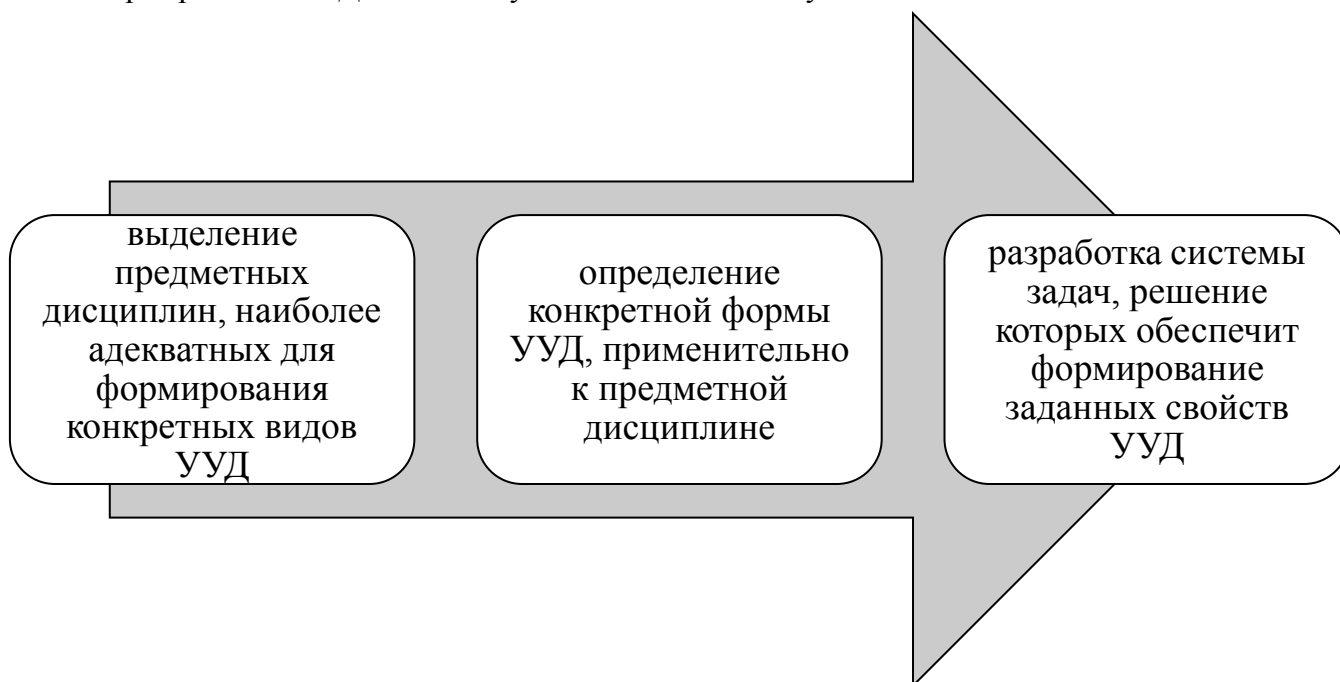 выделение
предметных
дисциплин, наиболее
адекватных для
формирования
конкретных видов
УУД
определение
конкретной формы
УУД, применительно
к предметной
дисциплине
разработка системы
задач, решение
которых обеспечит
формирование
заданных свойств
УУД